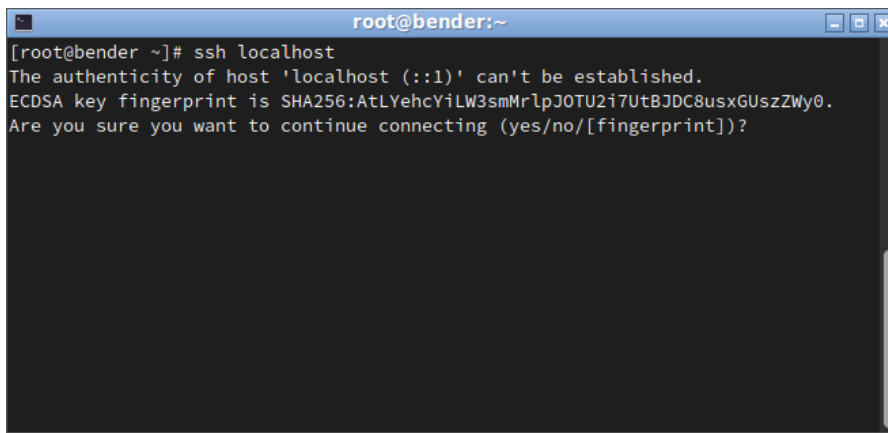 root@bender:~
[root@bender ~]# ssh localhost
The authenticity of host 'localhost (::1)' can't be established.
ECDSA key fingerprint is SHA256:AtLYehcYiLW3smMrlpJOTU2i7UtBJDC8usxGUszZWy0.
Are you sure you want to continue connecting (yes/no/[fingerprint])?